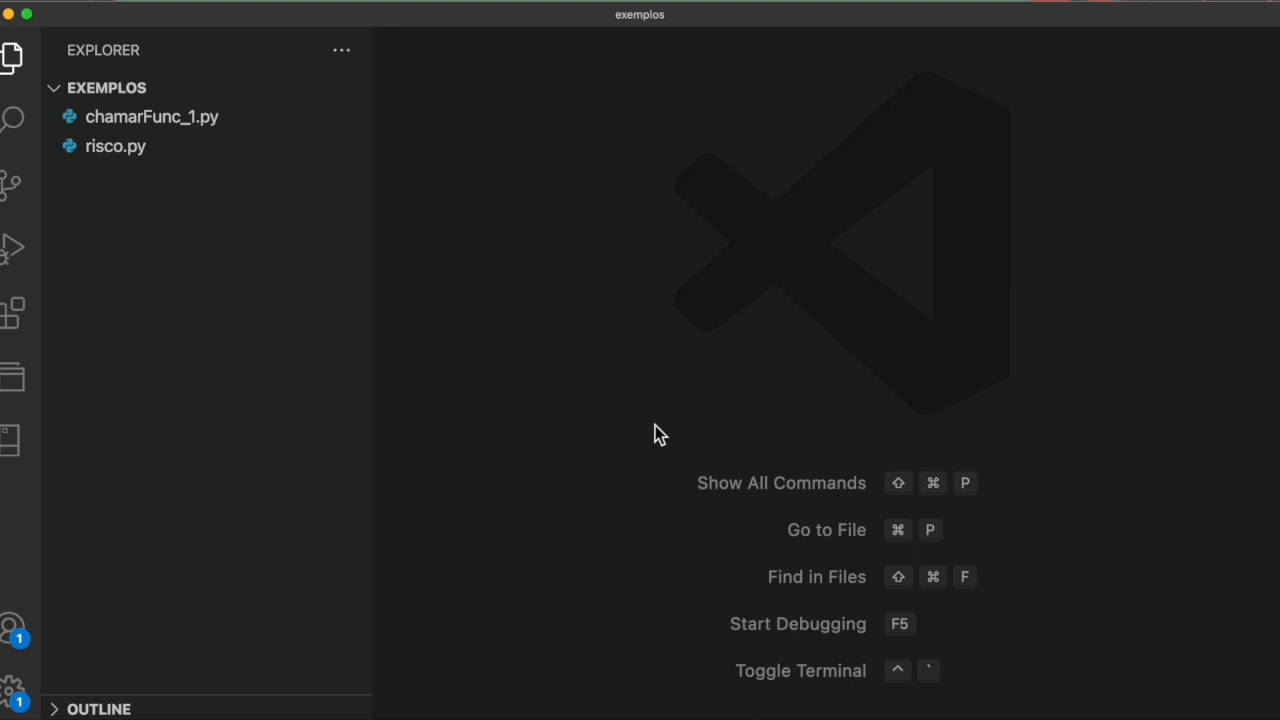 exemplos
EXPLORER
EXEMPLOS
chamarFunc_1.py
risco.py
Show All Commands ⇧ ⌘ P
Go to File ⌘ P
Find in Files ⇧ ⌘ F
Start Debugging F5
Toggle Terminal ^ `
1
1
OUTLINE